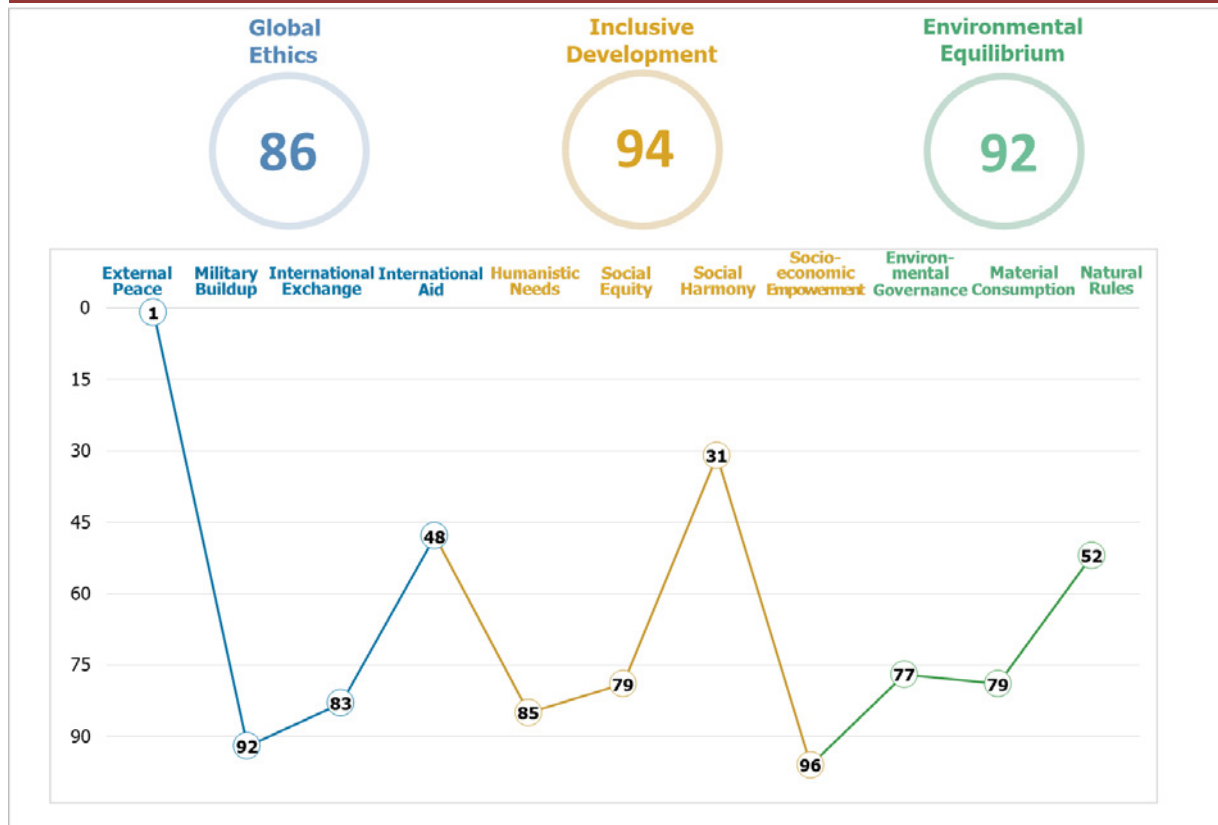 Global
Ethics
86
Inclusive
Development
94
Environmental
Equilibrium
92
External
Peace
Military
Buildup
International
Exchange
International
Aid
Humanistic
Needs
Social
Equity
Social
Harmony
Socio-
economic
Empowerment
Environ-
mental
Governance
Material
Consumption
Natural
Rules
0
15
30
45
60
75
90
1
92
83
48
85
79
31
96
77
79
52